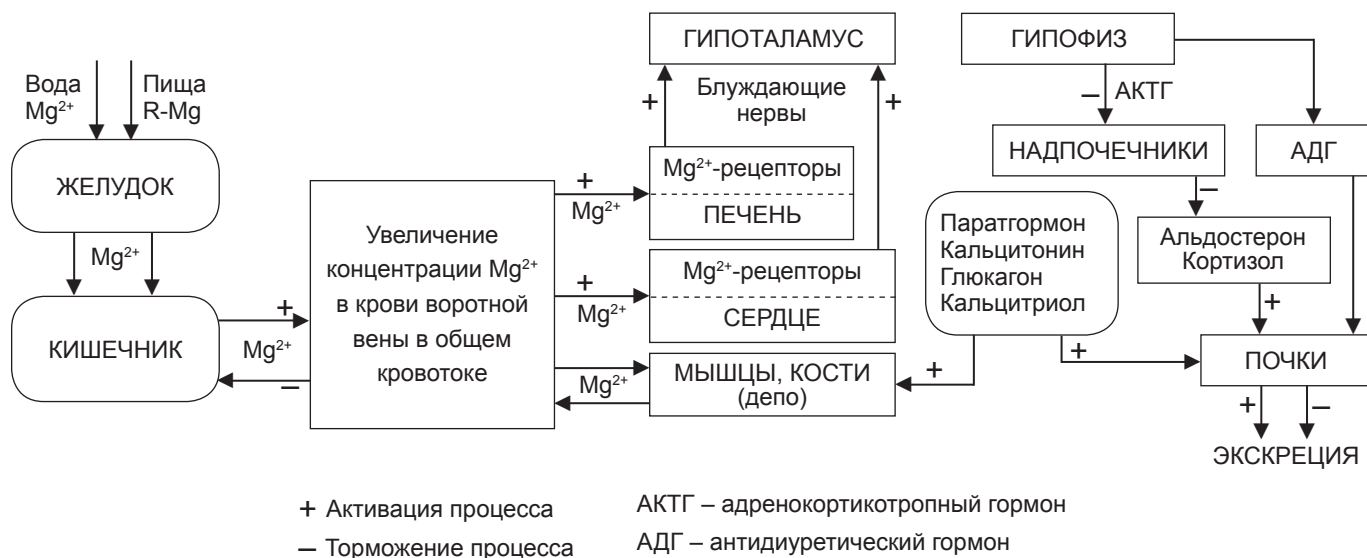 ГИПОТАЛАМУС
ГИПОФИЗ
Вода
Mg²⁺
Пища
R-Mg
+
Блуждающие
нервы
+
– АКТГ
ЖЕЛУДОК
Mg²⁺-рецепторы
ПЕЧЕНЬ
НАДПОЧЕЧНИКИ
АДГ
+
Mg²⁺
–
Mg²⁺
Увеличение
концентрации Mg²⁺
в крови воротной
вены в общем
кровотоке
Паратгормон
Кальцитонин
Глюкагон
Кальцитриол
Альдостерон
Кортизол
Mg²⁺-рецепторы
СЕРДЦЕ
+
Mg²⁺
+
КИШЕЧНИК
+
Mg²⁺
–
Mg²⁺
МЫШЦЫ, КОСТИ
(депо)
+
+
ПОЧКИ
+
–
ЭКСКРЕЦИЯ
+ Активация процесса
– Торможение процесса
АКТГ – адренокортикотропный гормон
АДГ – антидиуретический гормон